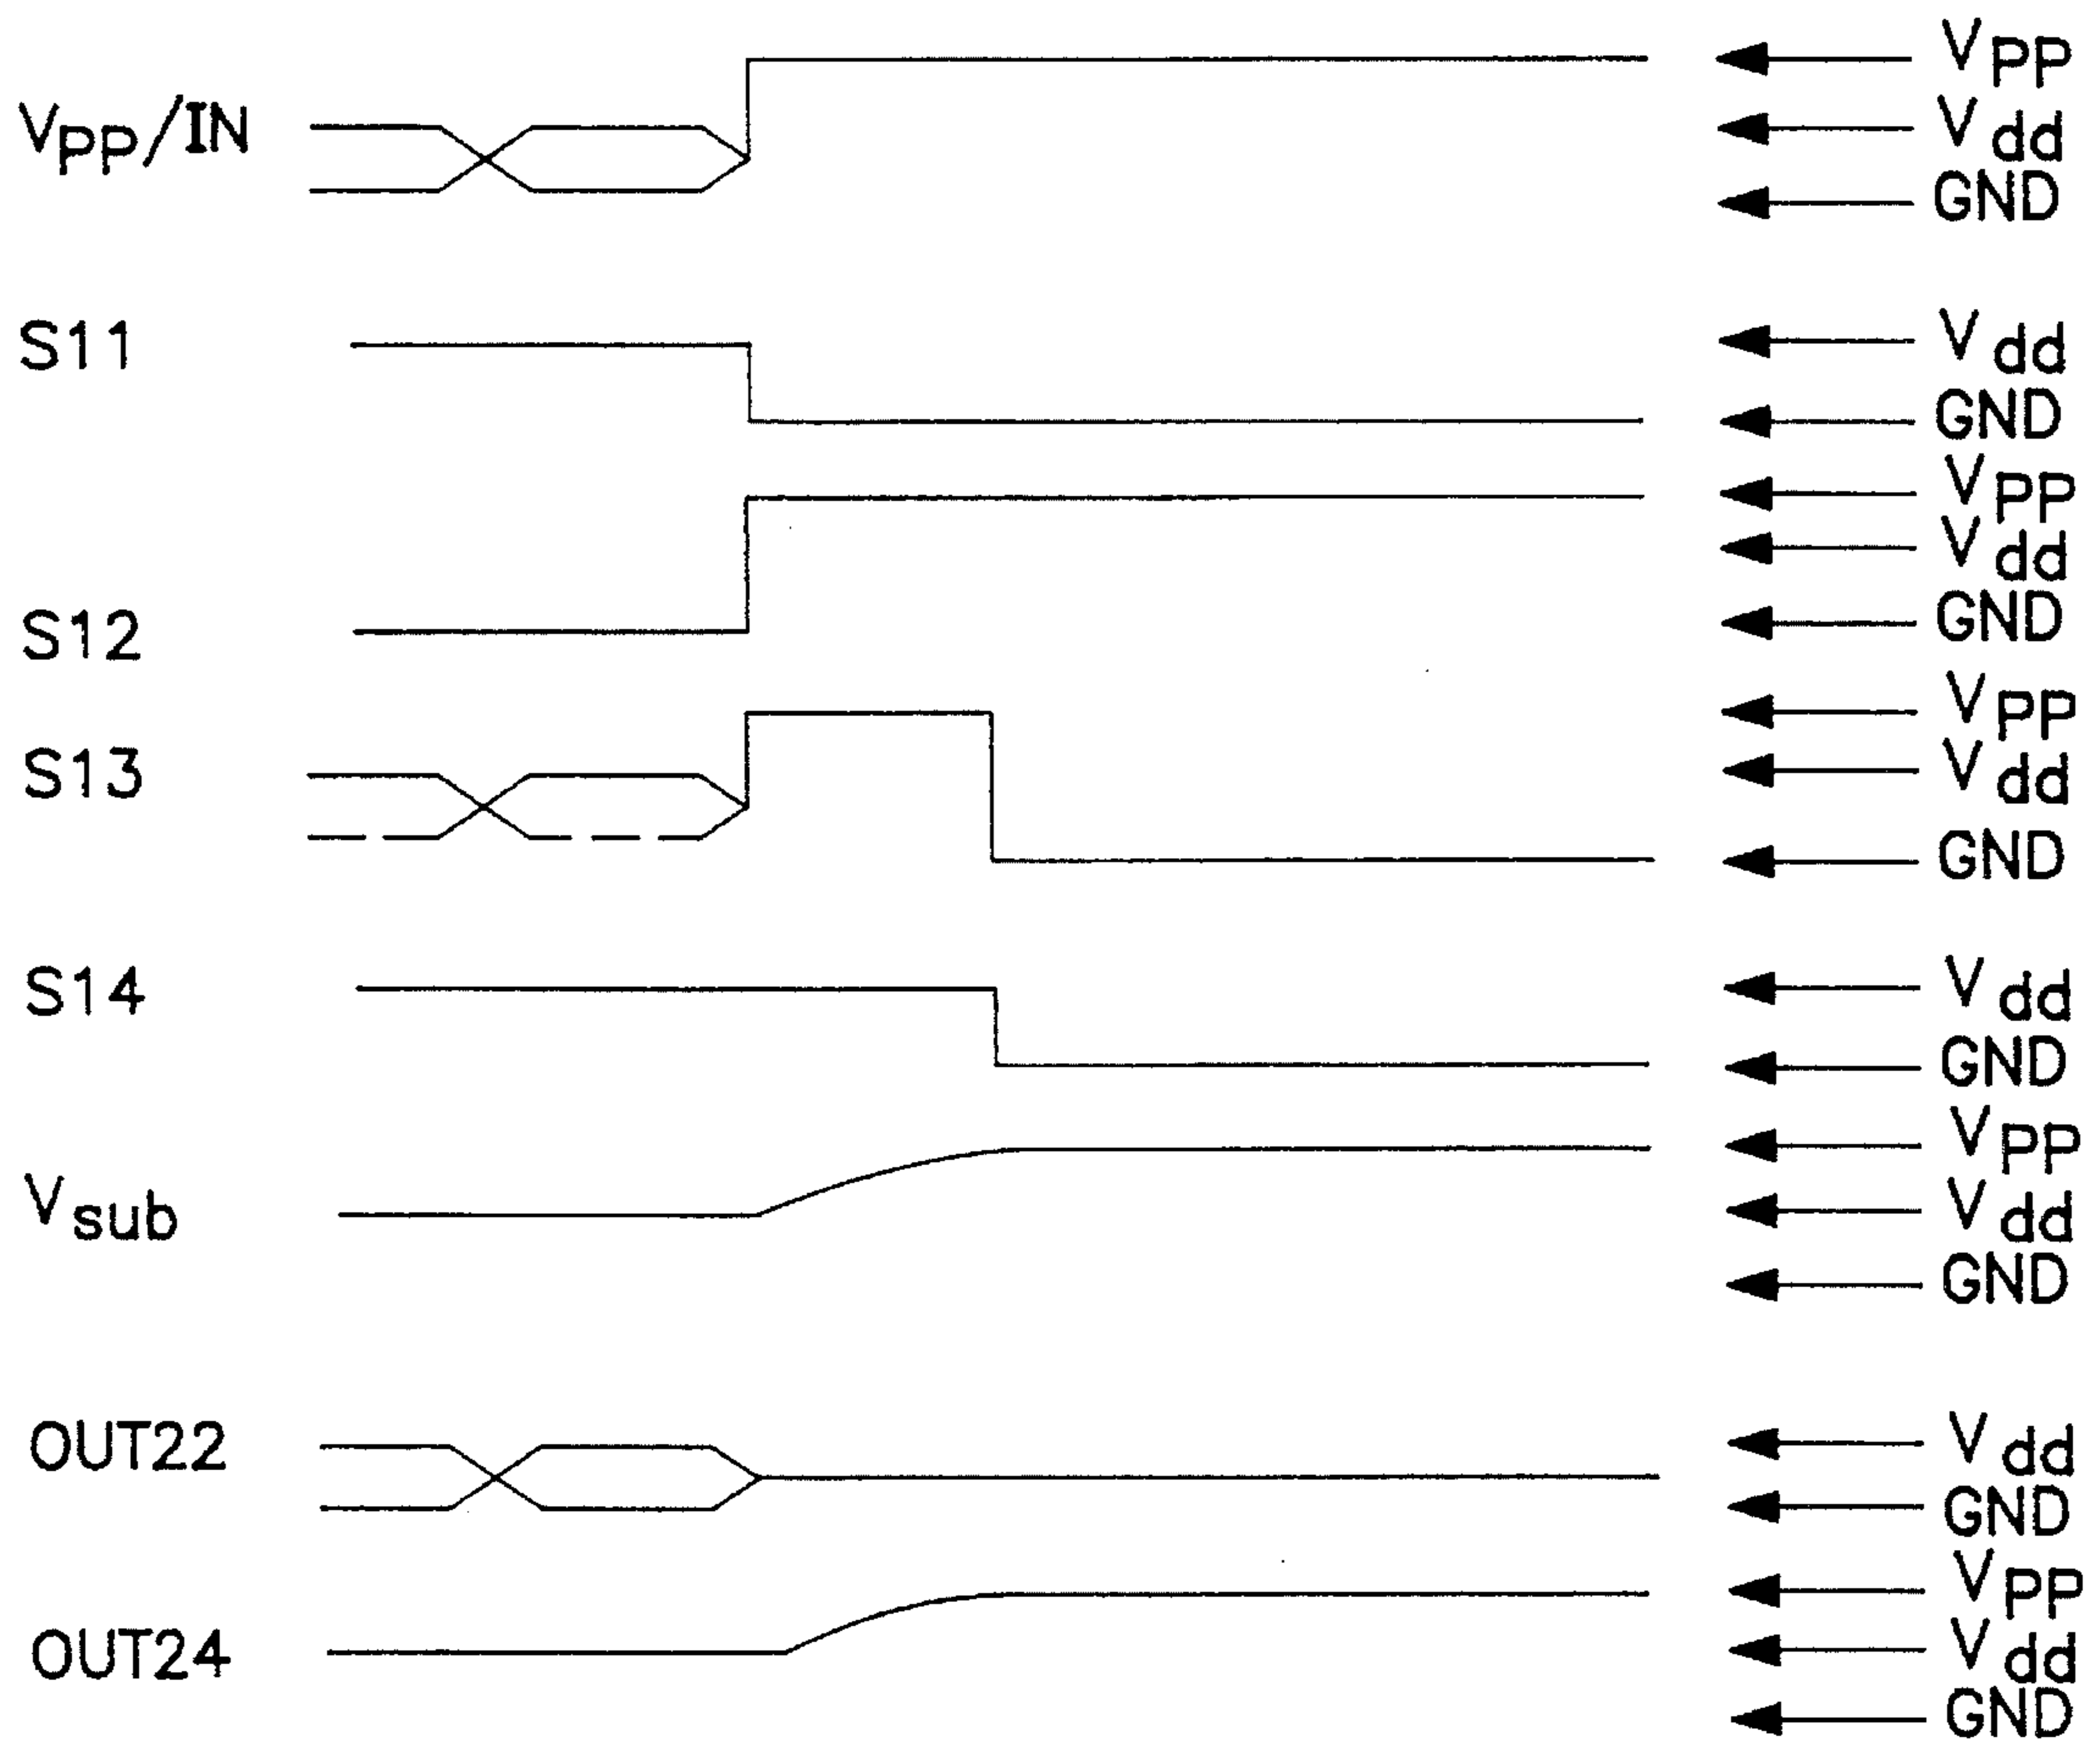 VPP
VPP/IN
Vdd
GND
S11
Vdd
GND
VPP
Vdd
S12
GND
VPP
S13
Vdd
GND
S14
Vdd
GND
VPP
Vsub
Vdd
GND
OUT22
Vdd
GND
VPP
OUT24
Vdd
GND